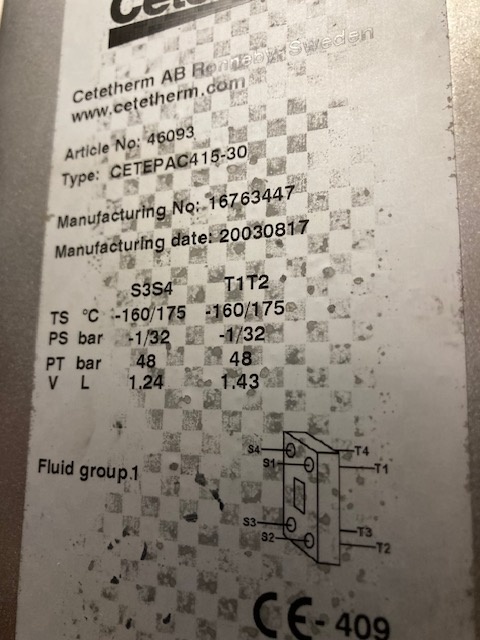 Cetetherm AB Ronneby, Sweden
www.cetetherm.com
Article No: 46093
Type: CETEPAC415-30
Manufacturing No: 16763447
Manufacturing date: 20030817
S3S4 T1T2
TS °C -160/175 -160/175
PS bar -1/32 -1/32
PT bar 48 48
V L 1.24 1.43
Fluid group.1
S4 T4
S1 T1
S3 T3
S2 T2
CE - 409